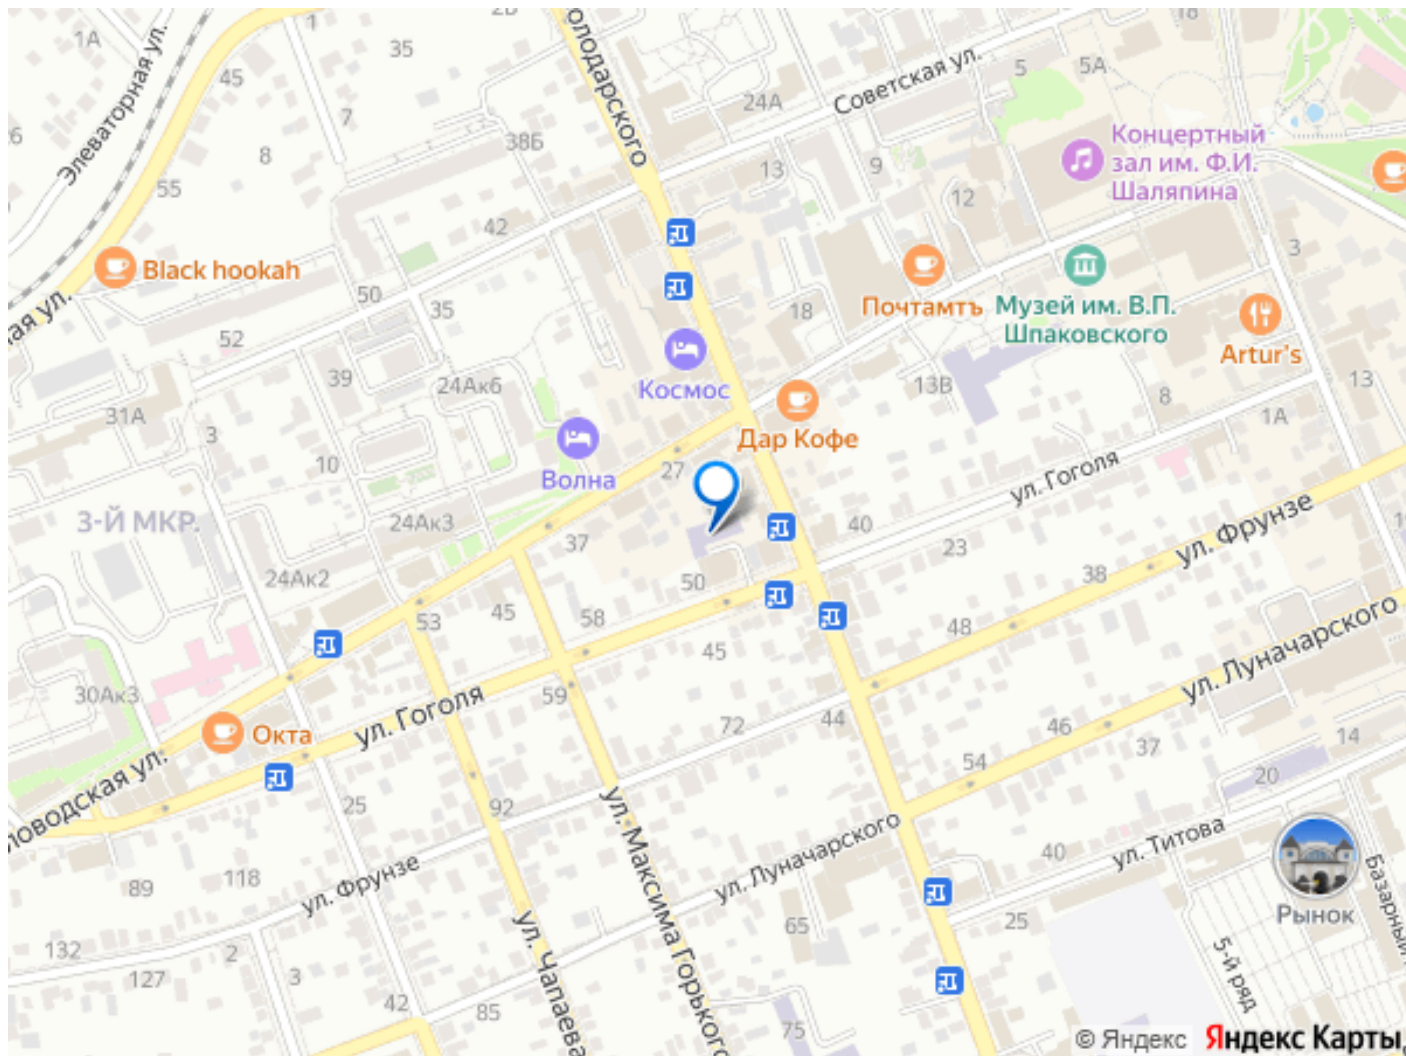 1А
35
1
2Б
45
7
8
55
38Б
42
50
52
35
39
31А
3
10
24Ак6
24Ак3
24Ак2
30Ак3
Элеваторная ул.
Советская ул.
24А
13
9
12
5
5А
18
Концертный
зал им. Ф.И.
Шаляпина
Black hookah
Почтамтъ
Музей им. В.П.
Шпаковского
Artur's
Космос
Дар Кофе
Волна
3-Й МКР.
18
13В
8
1А
3
13
27
37
50
40
23
38
48
ул. Гоголя
ул. Фрунзе
ул. Луначарского
53
45
58
45
59
72
44
46
54
37
14
20
Окта
ул. Гоголя
25
92
89
118
ул. Фрунзе
132
127
2
3
42
85
ул. Чапаева
ул. Максима Горького
ул. Луначарского
65
75
40
25
ул. Титова
Рынок
5-й ряд
Базарный
© Яндекс Яндекс Карты